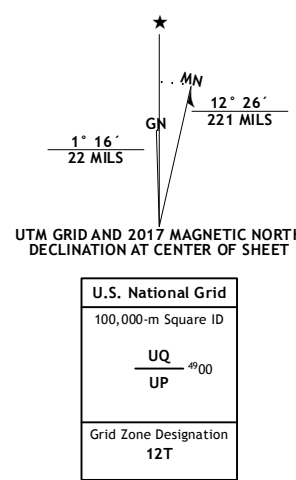 ★
MN
GN
12° 26´
221 MILS
1° 16´
22 MILS
UTM GRID AND 2017 MAGNETIC NORTH
DECLINATION AT CENTER OF SHEET
U.S. National Grid
100,000-m Square ID
UQ
UP
4900
Grid Zone Designation
12T